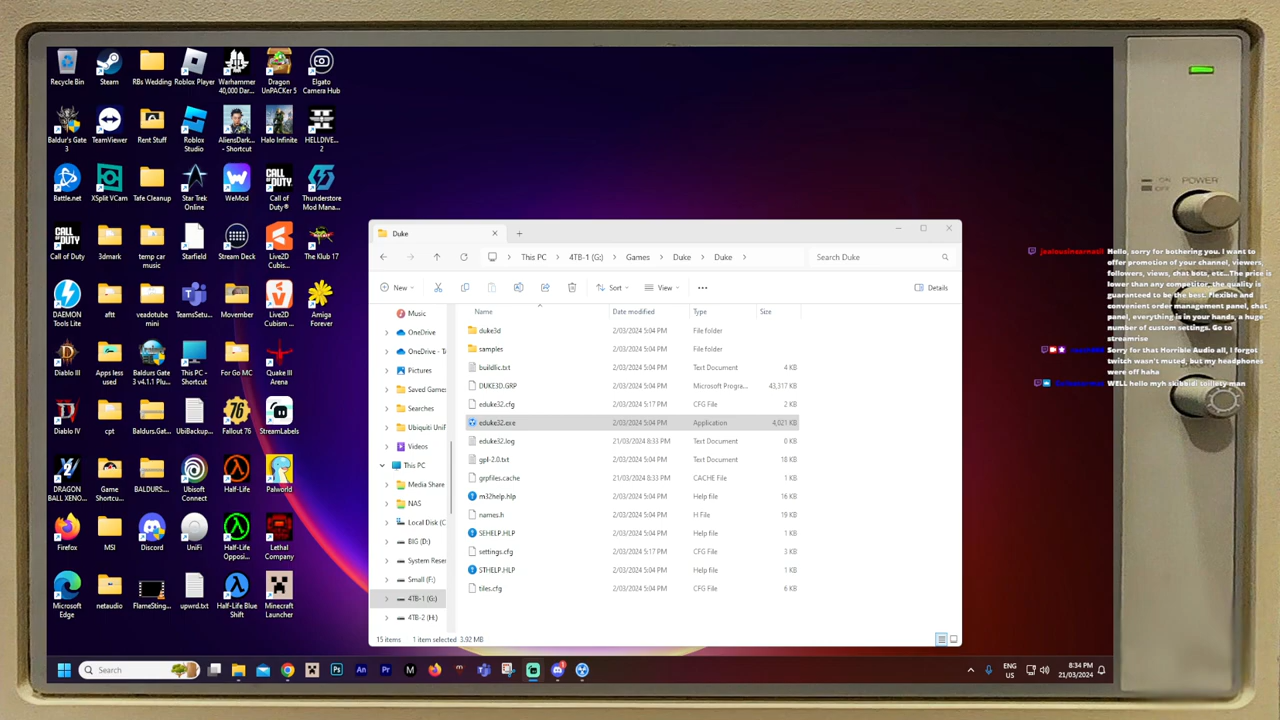 Recycle Bin
Steam
RBs Wedding
Roblox Player
Warhammer 40,000 Dar...
Dragon UnPACKer 5
Elgato Camera Hub
Baldur's Gate 3
TeamViewer
Rent Stuff
Roblox Studio
AliensDark... - Shortcut
Halo Infinite
HELLDIVE... 2
Battle.net
XSplit VCam
Tafe Cleanup
Star Trek Online
WeMod
Call of Duty®
Thunderstore Mod Mana...
Call of Duty
3dmark
temp car music
Starfield
Stream Deck
Live2D Cubis...
The Klub 17
DAEMON Tools Lite
aftt
veadotube mini
TeamsSetu...
Movember
Live2D Cubism ...
Amiga Forever
Diablo III
Apps less used
Baldurs Gate 3 v4.1.1 Plu...
This PC - Shortcut
For Go MC
Quake III Arena
Diablo IV
cpt
Baldurs.Gat...
UbiBackup...
Fallout 76
StreamLabels
DRAGON BALL XENO...
Game Shortcu...
BALDURS....
Ubisoft Connect
Half-Life
Palworld
Firefox
MSI
Discord
UniFi
Half-Life Opposi...
Lethal Company
Microsoft Edge
netaudio
FlameSting...
upwrd.txt
Half-Life Blue Shift
Minecraft Launcher
Duke
This PC > 4TB-1 (G:) > Games > Duke > Duke >
Search Duke
New
Sort
View
Details
Name Date modified Type Size
Music
OneDrive
OneDrive - T
Pictures
Saved Games
Searches
Ubiquiti UniF
Videos
This PC
Media Share
NAS
Local Disk (C
BIG (D:)
System Reser
Small (F:)
4TB-1 (G:)
4TB-2 (H:)
duke3d 2/03/2024 5:04 PM File folder
samples 2/03/2024 5:04 PM File folder
buildlic.txt 2/03/2024 5:04 PM Text Document 4 KB
DUKE3D.GRP 2/03/2024 5:04 PM Microsoft Progra... 43,317 KB
eduke32.cfg 2/03/2024 5:17 PM CFG File 2 KB
eduke32.exe 2/03/2024 5:04 PM Application 4,021 KB
eduke32.log 21/03/2024 8:33 PM Text Document 0 KB
gpl-2.0.txt 2/03/2024 5:04 PM Text Document 18 KB
grpfiles.cache 21/03/2024 8:33 PM CACHE File 1 KB
m32help.hlp 2/03/2024 5:04 PM Help file 16 KB
names.h 2/03/2024 5:04 PM H File 19 KB
SEHELP.HLP 2/03/2024 5:04 PM Help file 1 KB
settings.cfg 2/03/2024 5:17 PM CFG File 3 KB
STHELP.HLP 2/03/2024 5:04 PM Help file 1 KB
tiles.cfg 2/03/2024 5:04 PM CFG File 6 KB
15 items 1 item selected 3.92 MB
Search
ENG
US
8:34 PM
21/03/2024
POWER
ON
OFF
Hello, sorry for bothering you. I want
to offer promotion of your channel, viewers,
followers, views, chat bots, etc...The price is
lower than any competitor, the quality is
guaranteed to be the best. Flexible and
convenient order management panel, chat
panel, everything is in your hands, a huge
number of custom settings. Go to
streamrise
Sorry for that Horrible Audio all, I forgot
twitch wasn't muted, but my headphones
were off haha
WELL hello myh skibbidi toiliety man